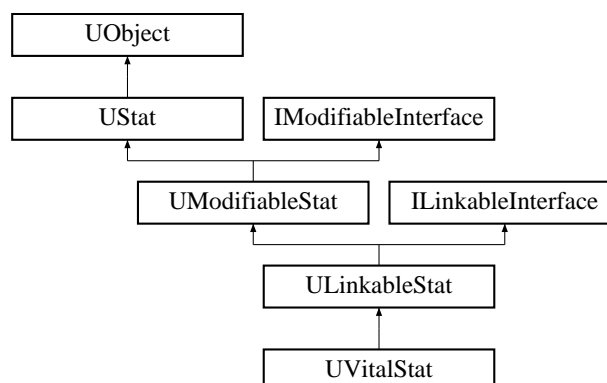 UObject
UStat
IModifiableInterface
UModifiableStat
ILinkableInterface
ULinkableStat
UVitalStat